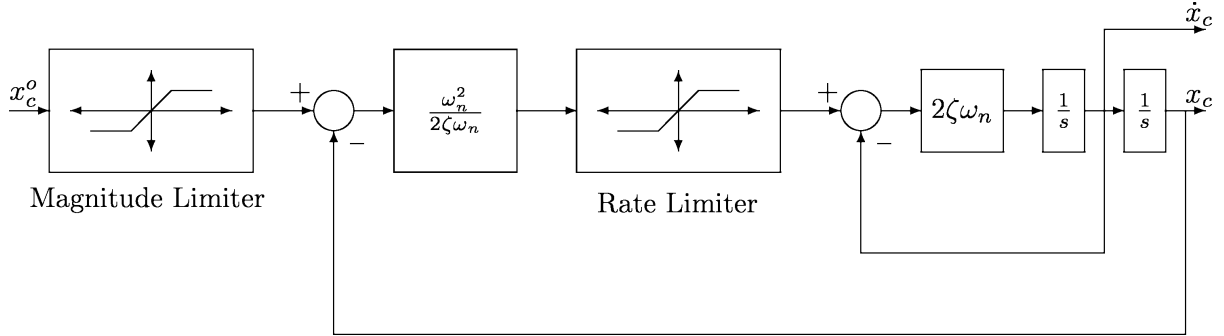 ẋ_c
x_c^o
+
−
ω_n^2 / 2ζω_n
+
−
2ζω_n
1/s
1/s
x_c
Magnitude Limiter
Rate Limiter